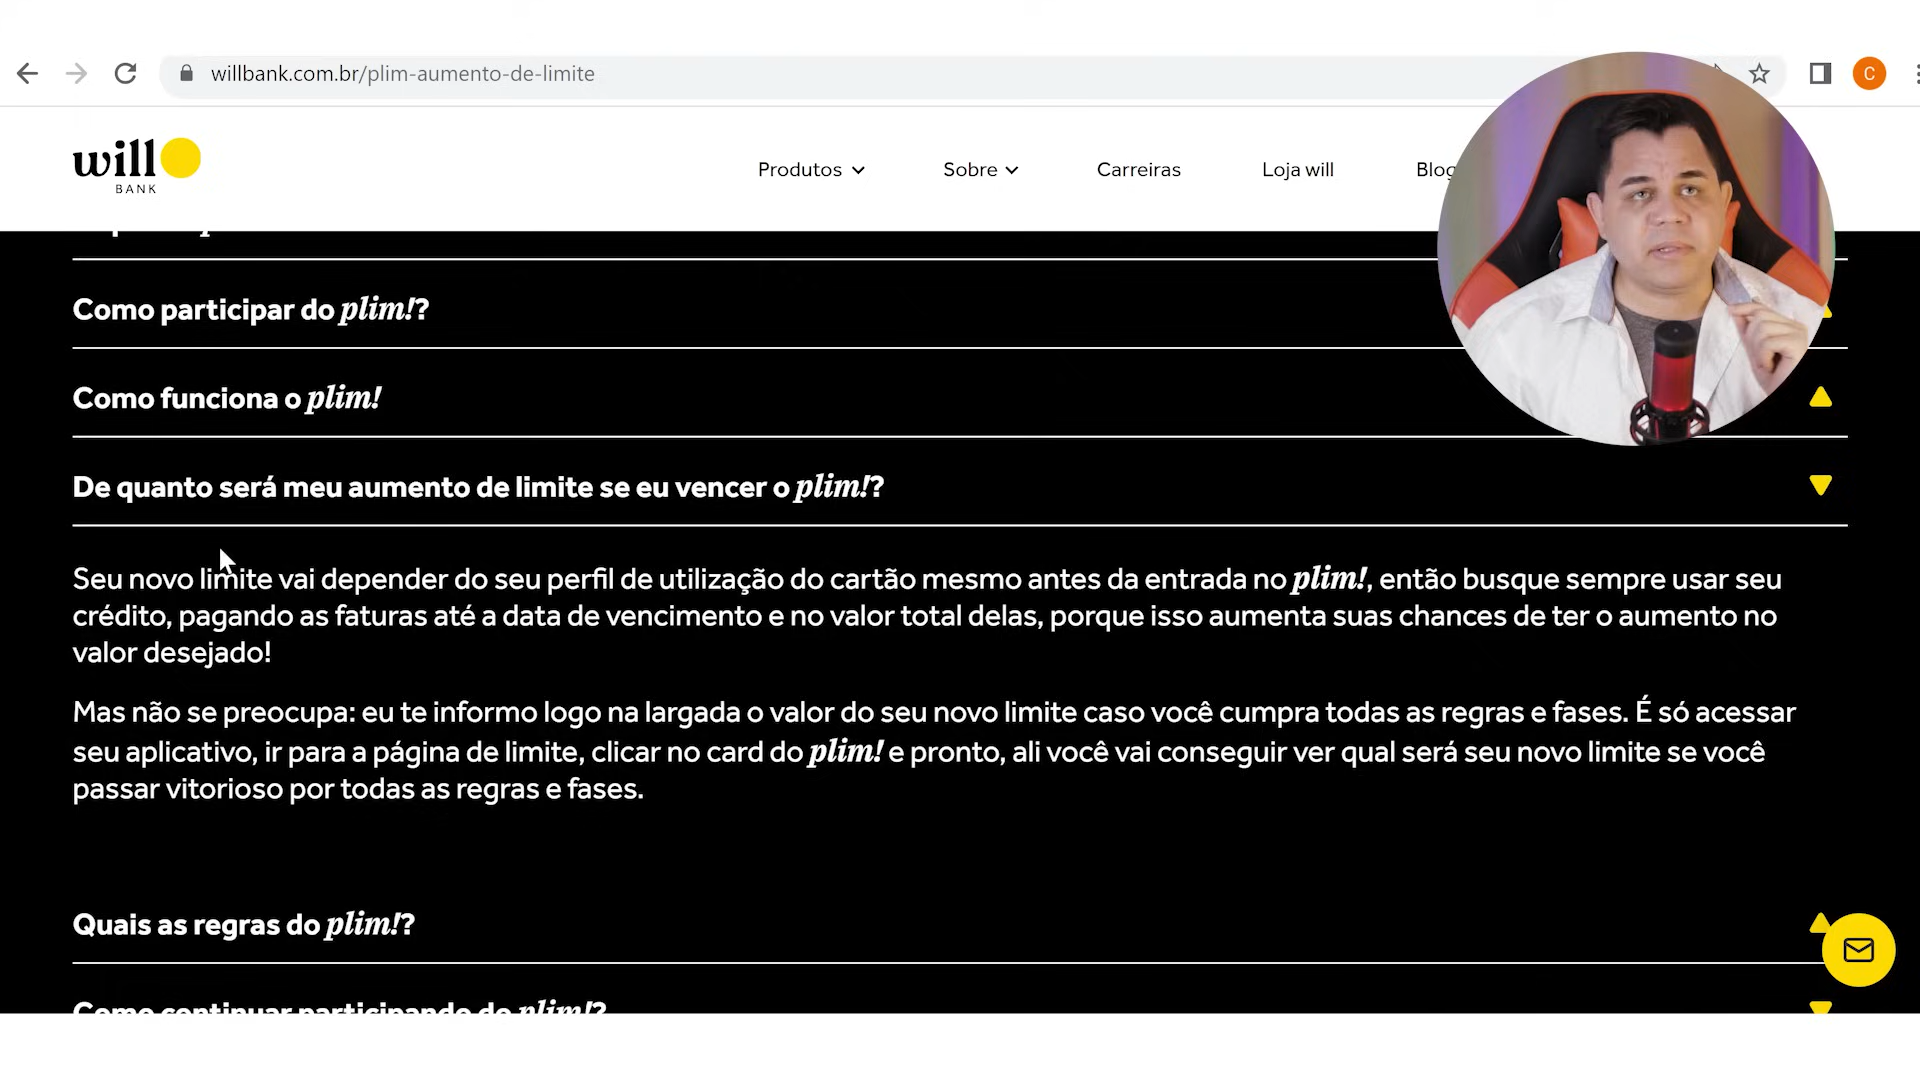 willbank.com.br/plim-aumento-de-limite
C
will
BANK
Produtos
Sobre
Carreiras
Loja will
Blog
Como participar do plim!?
Como funciona o plim!
De quanto será meu aumento de limite se eu vencer o plim!?
Seu novo limite vai depender do seu perfil de utilização do cartão mesmo antes da entrada no plim!, então busque sempre usar seu
crédito, pagando as faturas até a data de vencimento e no valor total delas, porque isso aumenta suas chances de ter o aumento no
valor desejado!
Mas não se preocupa: eu te informo logo na largada o valor do seu novo limite caso você cumpra todas as regras e fases. É só acessar
seu aplicativo, ir para a página de limite, clicar no card do plim! e pronto, ali você vai conseguir ver qual será seu novo limite se você
passar vitorioso por todas as regras e fases.
Quais as regras do plim!?
Como continuar participando do plim!?